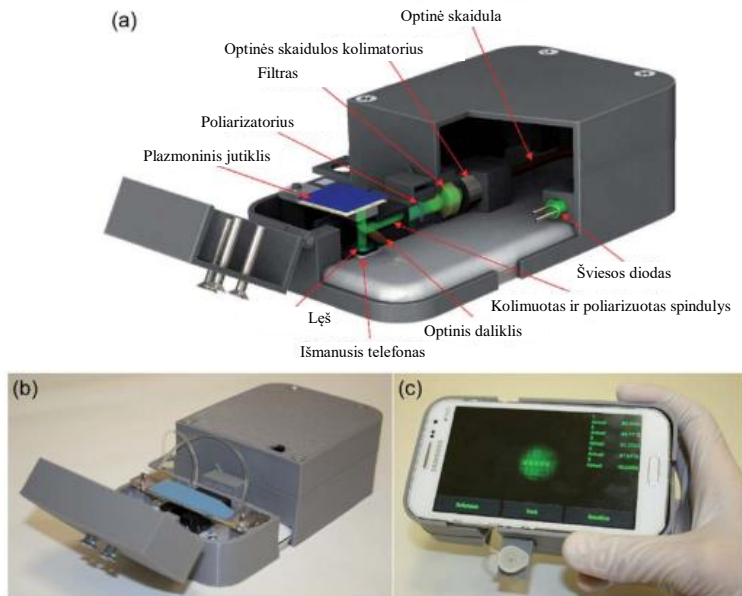 (a)
Optinė skaidula
Optinės skaidulos kolimatorius
Filtras
Poliarizatorius
Plazmoninis jutiklis
Šviesos diodas
Kolimuotas ir poliarizuotas spindulys
Lęš
Optinis daliklis
Išmanusis telefonas
(b)
(c)
SAMSUNG